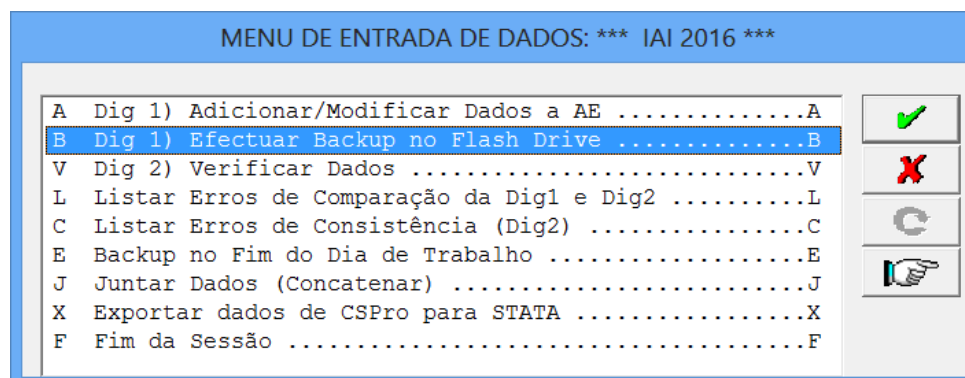 MENU DE ENTRADA DE DADOS: *** IAI 2016 ***
A Dig 1) Adicionar/Modificar Dados a AE ..............A
B Dig 1) Efectuar Backup no Flash Drive ..............B
V Dig 2) Verificar Dados .............................V
L Listar Erros de Comparação da Dig1 e Dig2 ..........L
C Listar Erros de Consistência (Dig2) ................C
E Backup no Fim do Dia de Trabalho ...................E
J Juntar Dados (Concatenar) ..........................J
X Exportar dados de CSPro para STATA .................X
F Fim da Sessão ......................................F